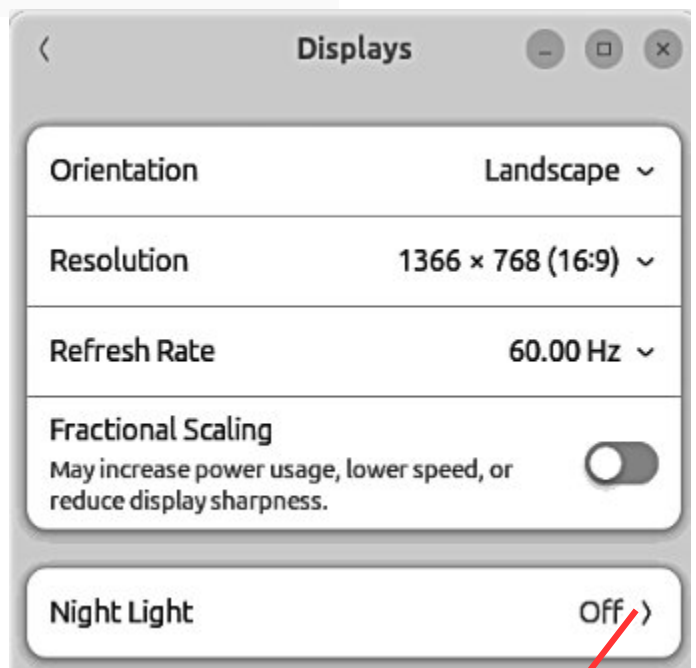 Displays
Orientation Landscape
Resolution 1366 × 768 (16:9)
Refresh Rate 60.00 Hz
Fractional Scaling
May increase power usage, lower speed, or
reduce display sharpness.
Night Light Off